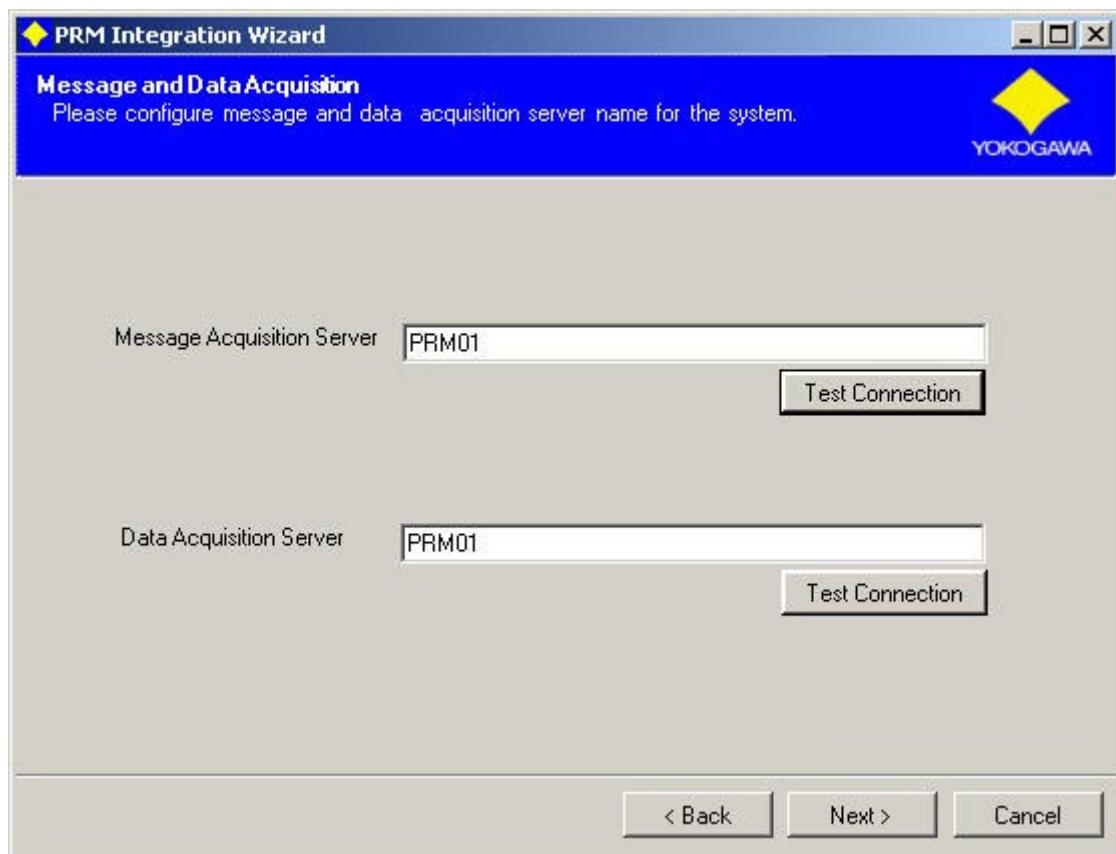 PRM Integration Wizard
Message and Data Acquisition
Please configure message and data acquisition server name for the system.
YOKOGAWA
Message Acquisition Server PRM01
Test Connection
Data Acquisition Server PRM01
Test Connection
< Back Next > Cancel